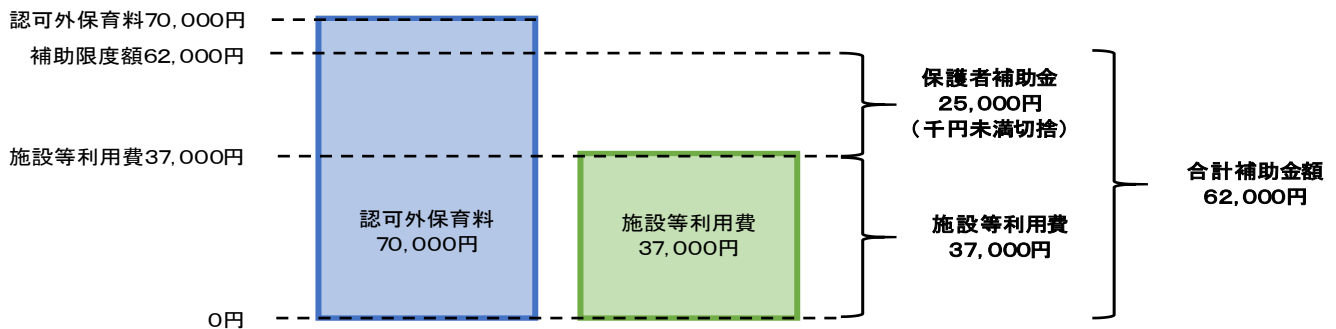 認可外保育料70,000円
補助限度額62,000円
施設等利用費37,000円
0円
認可外保育料
70,000円
施設等利用費
37,000円
保護者補助金
25,000円
（千円未満切捨）
施設等利用費
37,000円
合計補助金額
62,000円